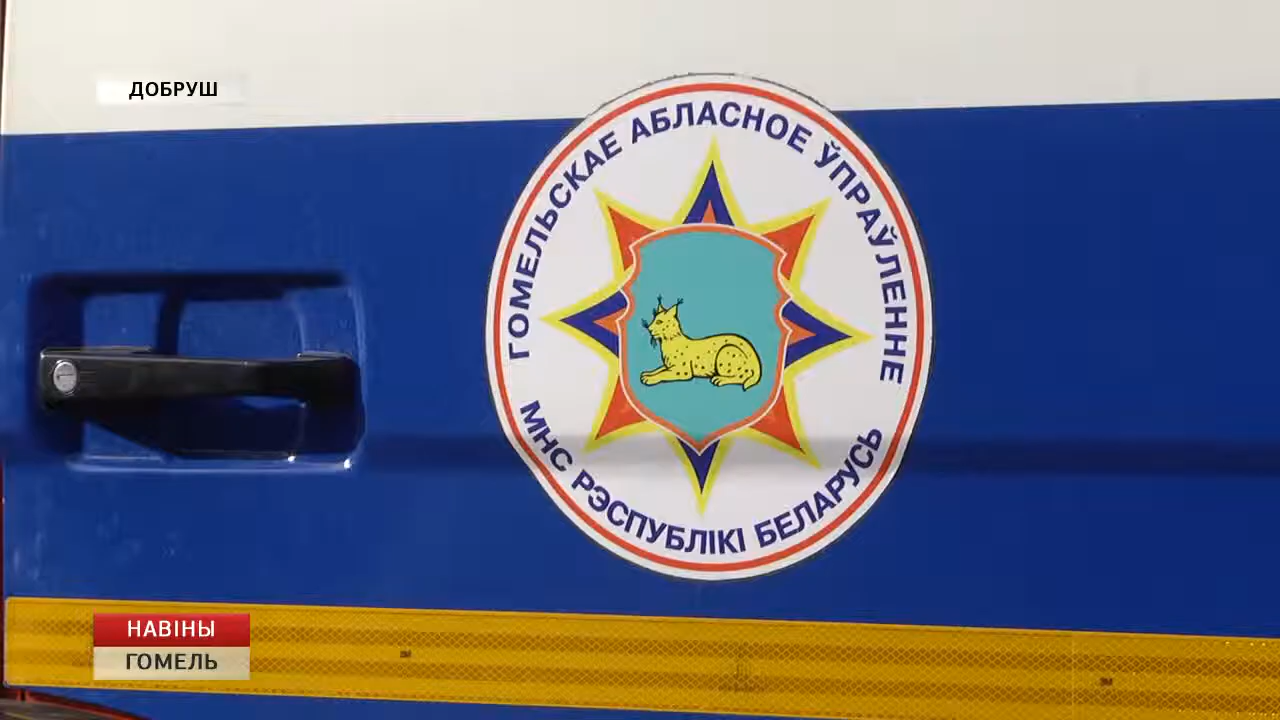 ДОБРУШ
ГОМЕЛЬСКАЕ АБЛАСНОЕ ЎПРАЎЛЕННЕ
МНС РЭСПУБЛІКІ БЕЛАРУСЬ
НАВІНЫ
ГОМЕЛЬ